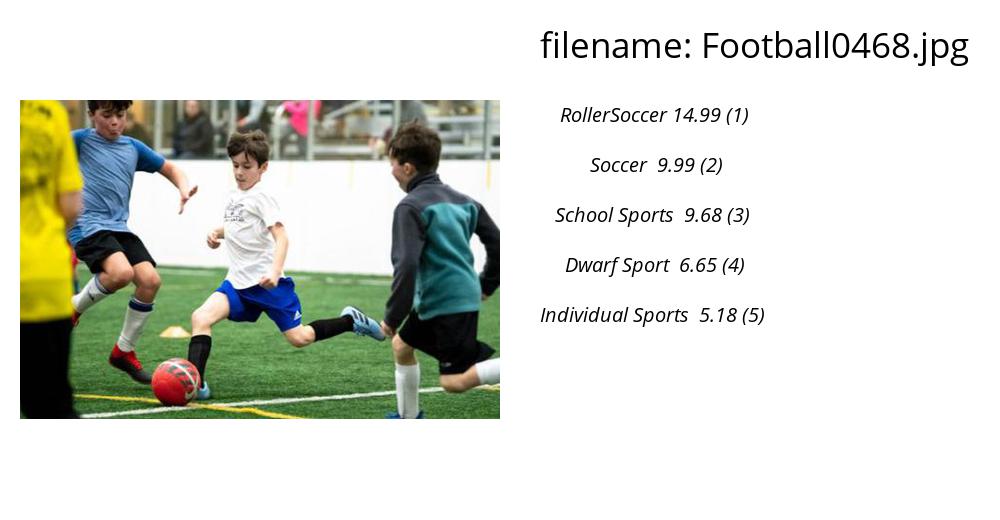 filename: Football0468.jpg
RollerSoccer 14.99 (1)
Soccer  9.99 (2)
School Sports  9.68 (3)
Dwarf Sport  6.65 (4)
Individual Sports  5.18 (5)